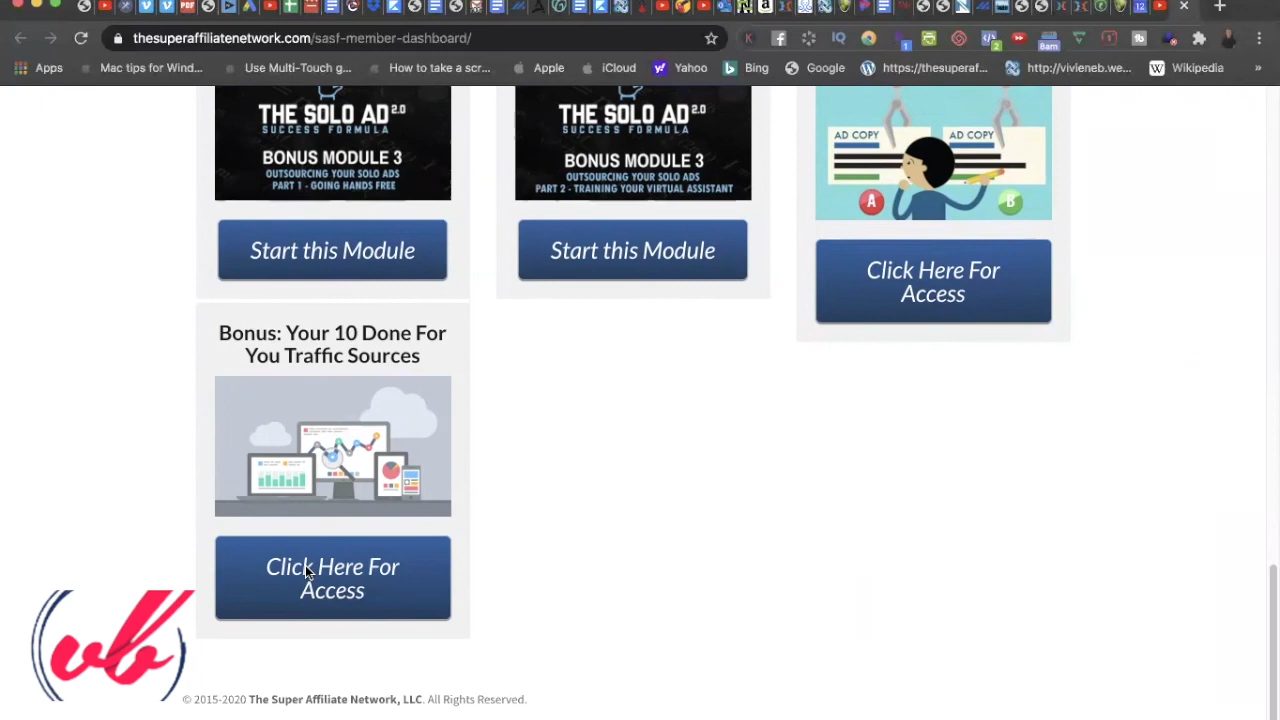 thesuperaffiliatenetwork.com/sasf-member-dashboard/
Apps
Mac tips for Wind...
Use Multi-Touch g...
How to take a scr...
Apple
iCloud
Yahoo
Bing
Google
https://thesuperaf...
http://vivleneb.we...
Wikipedia
»
THE SOLO AD 2.0
SUCCESS FORMULA
BONUS MODULE 3
OUTSOURCING YOUR SOLO ADS
PART 1 - GOING HANDS FREE
Start this Module
THE SOLO AD 2.0
SUCCESS FORMULA
BONUS MODULE 3
OUTSOURCING YOUR SOLO ADS
PART 2 - TRAINING YOUR VIRTUAL ASSISTANT
Start this Module
AD COPY
AD COPY
A
B
Click Here For
Access
Bonus: Your 10 Done For
You Traffic Sources
Click Here For
Access
vb
© 2015-2020 The Super Affiliate Network, LLC. All Rights Reserved.